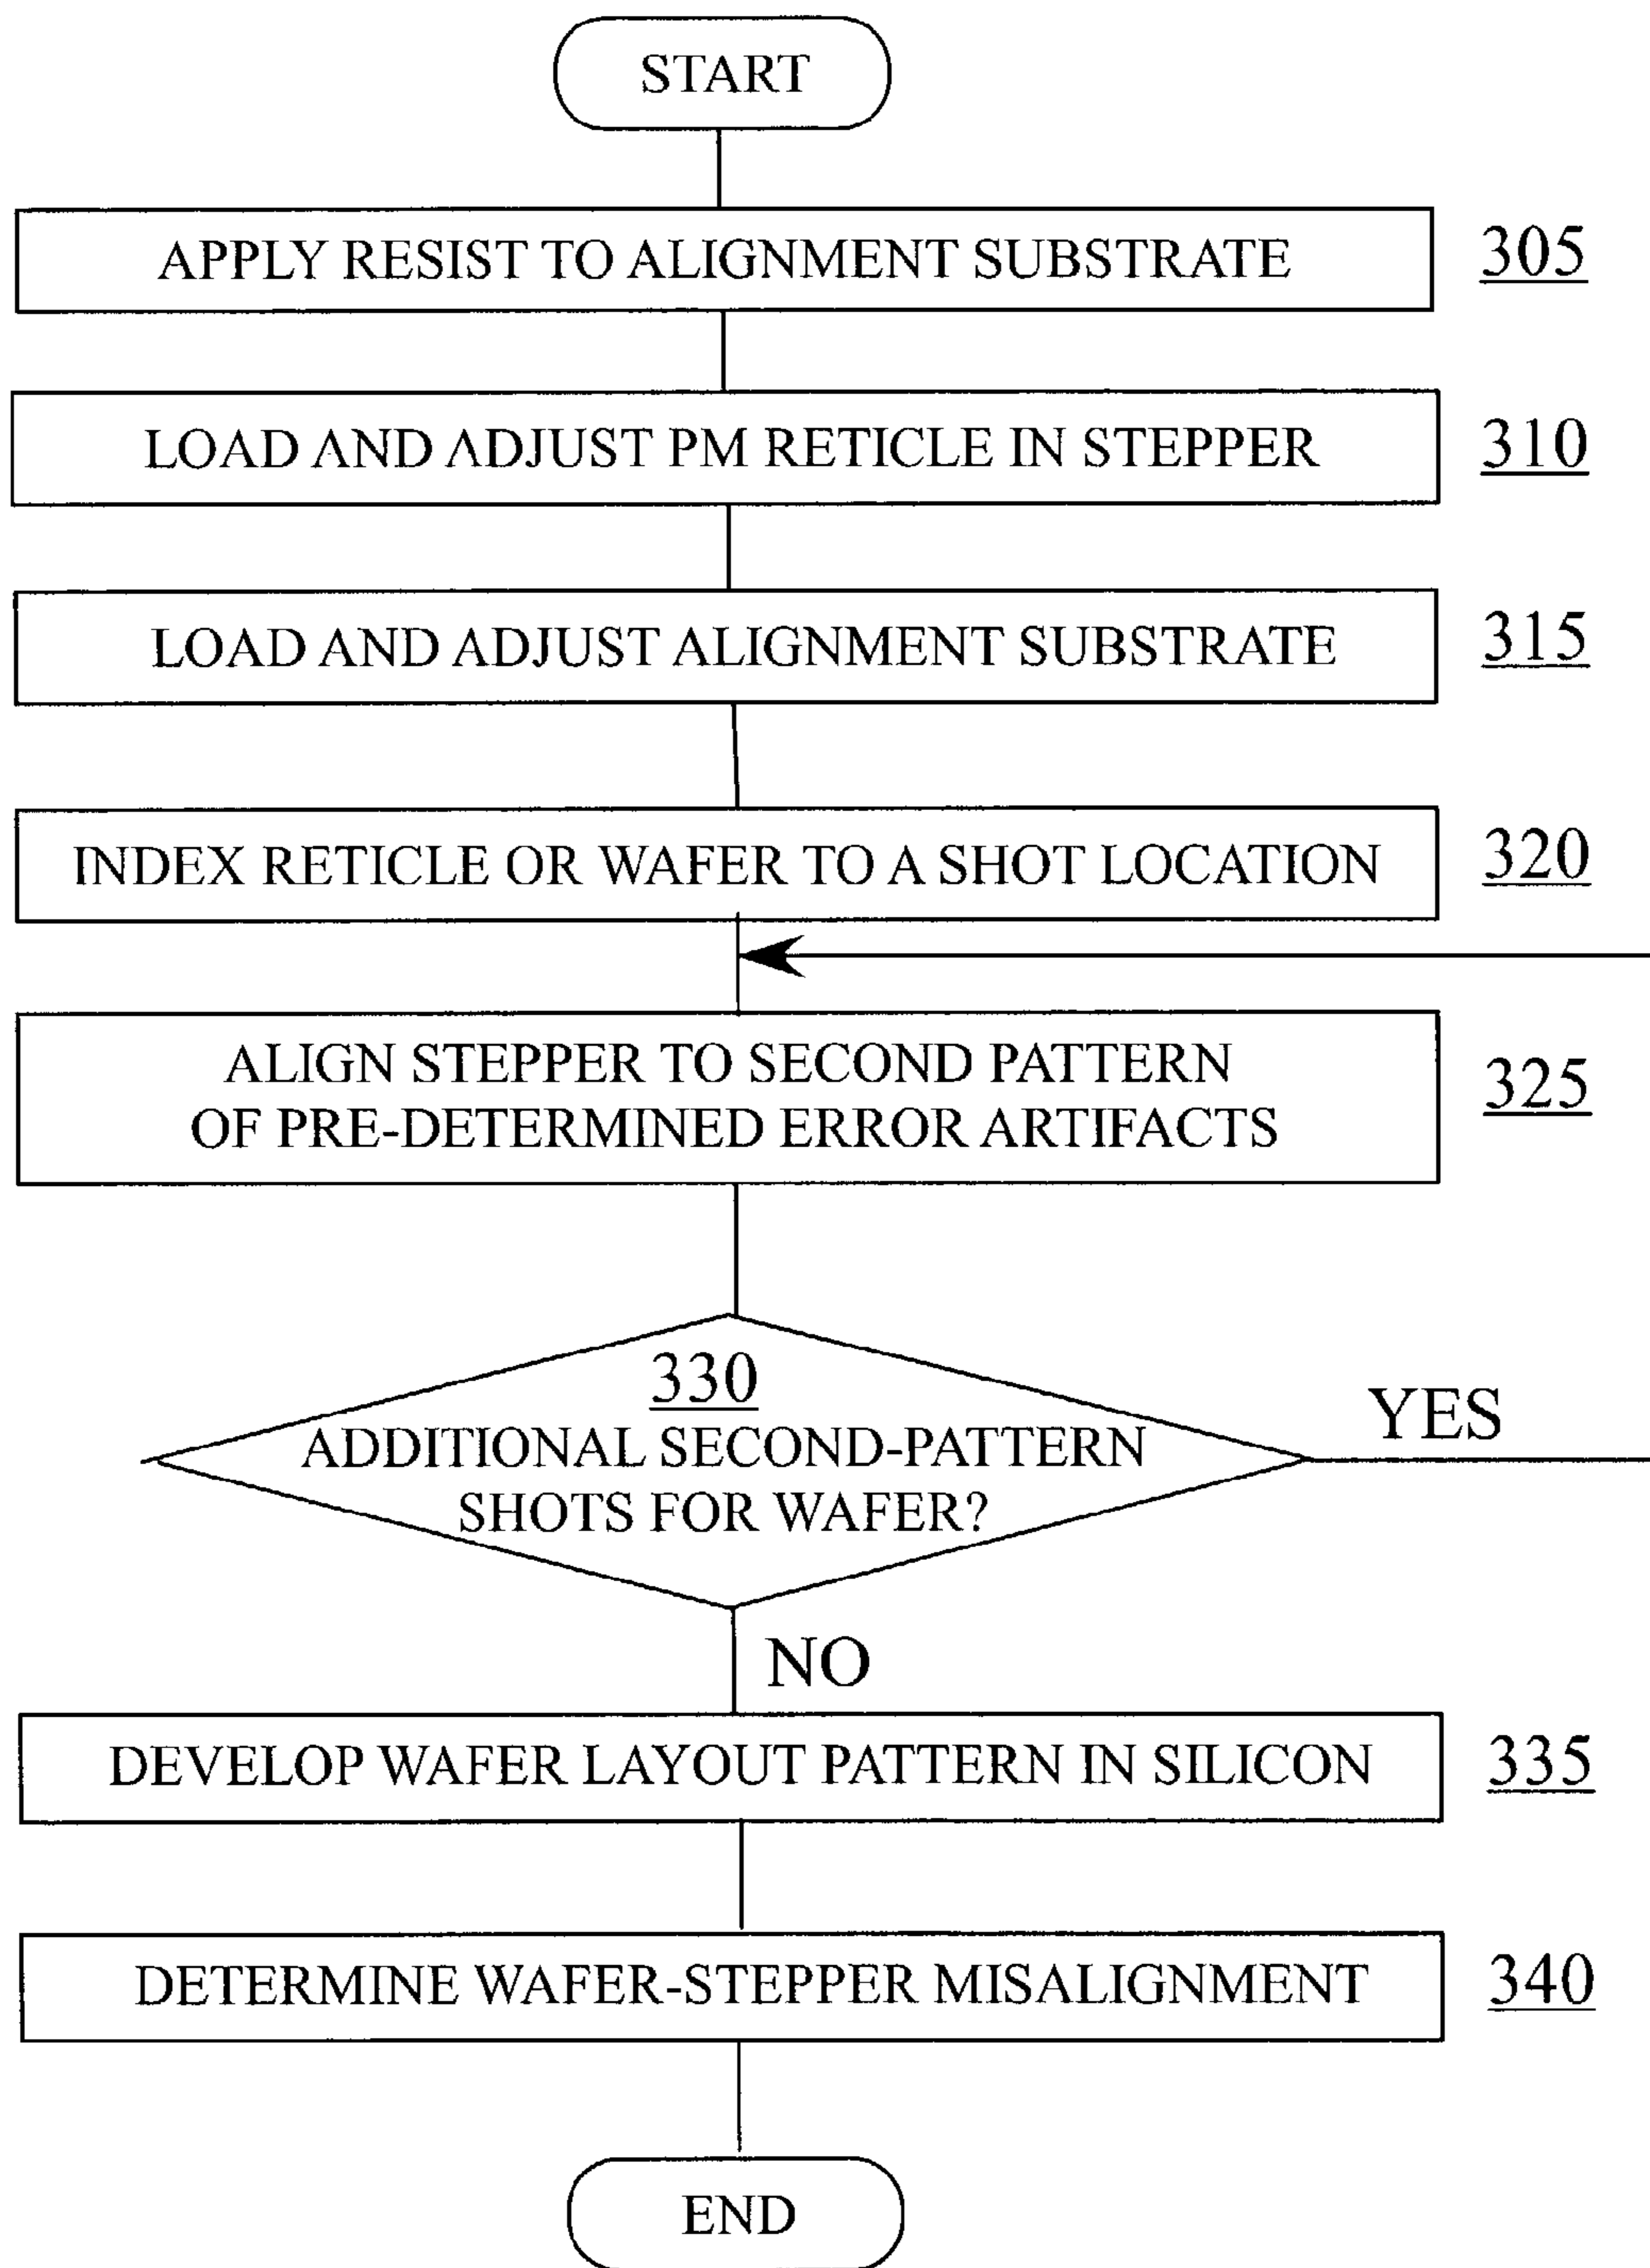 START
APPLY RESIST TO ALIGNMENT SUBSTRATE
305
LOAD AND ADJUST PM RETICLE IN STEPPER
310
LOAD AND ADJUST ALIGNMENT SUBSTRATE
315
INDEX RETICLE OR WAFER TO A SHOT LOCATION
320
ALIGN STEPPER TO SECOND PATTERN
OF PRE-DETERMINED ERROR ARTIFACTS
325
330
ADDITIONAL SECOND-PATTERN
SHOTS FOR WAFER?
YES
NO
DEVELOP WAFER LAYOUT PATTERN IN SILICON
335
DETERMINE WAFER-STEPPER MISALIGNMENT
340
END